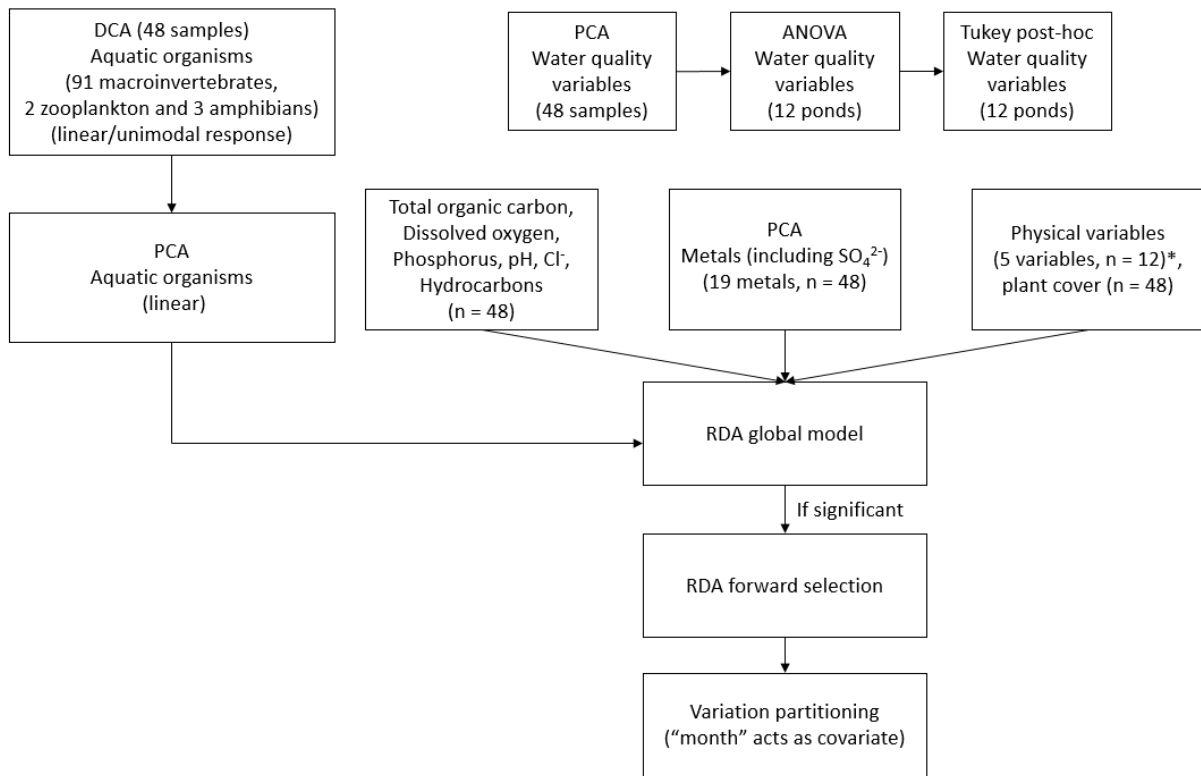 DCA (48 samples)
Aquatic organisms
(91 macroinvertebrates,
2 zooplankton and 3 amphibians)
(linear/unimodal response)
PCA
Water quality
variables
(48 samples)
ANOVA
Water quality
variables
(12 ponds)
Tukey post-hoc
Water quality
variables
(12 ponds)
PCA
Aquatic organisms
(linear)
Total organic carbon,
Dissolved oxygen,
Phosphorus, pH, Cl⁻,
Hydrocarbons
(n = 48)
PCA
Metals (including SO₄²⁻)
(19 metals, n = 48)
Physical variables
(5 variables, n = 12)*,
plant cover (n = 48)
RDA global model
If significant
RDA forward selection
Variation partitioning
(“month” acts as covariate)